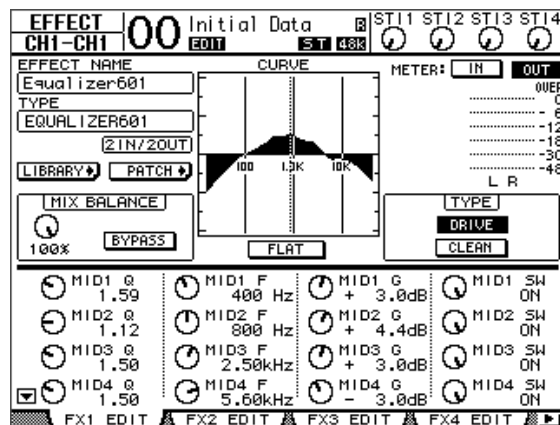 EFFECT
CH1-CH1
00
Initial Data
R
EDIT
ST
48K
ST11 ST12 ST13 ST14
EFFECT NAME
Equalizer601
TYPE
EQUALIZER601
2IN/2OUT
LIBRARY
PATCH
MIX BALANCE
100%
BYPASS
CURVE
100 1.0K 10K
FLAT
METER: IN OUT
OVER
0
- 6
-12
-18
-30
-48
L R
TYPE
DRIVE
CLEAN
MID1 Q MID1 F MID1 G MID1 SW
1.59 400 Hz + 3.0dB ON
MID2 Q MID2 F MID2 G MID2 SW
1.12 800 Hz + 4.4dB ON
MID3 Q MID3 F MID3 G MID3 SW
1.50 2.50kHz + 3.0dB ON
MID4 Q MID4 F MID4 G MID4 SW
1.50 5.60kHz - 3.0dB ON
FX1 EDIT FX2 EDIT FX3 EDIT FX4 EDIT